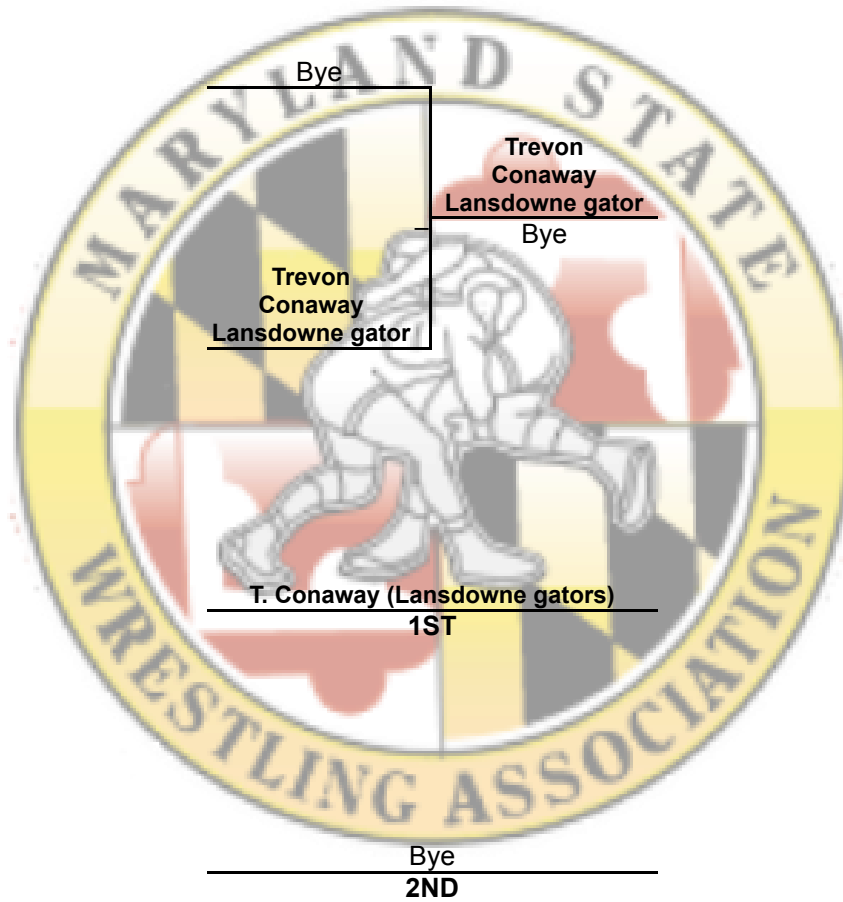 MARYLAND STATE
Bye
Trevon
Conaway
Lansdowne gator
Bye
Trevon
Conaway
Lansdowne gator
T. Conaway (Lansdowne gators)
1ST
WRESTLING ASSOCIATION
Bye
2ND